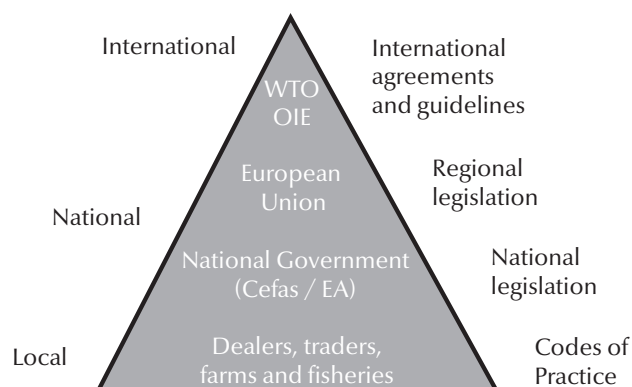 International
WTO
OIE
International
agreements
and guidelines
European
Union
Regional
legislation
National
National Government
(Cefas / EA)
National
legislation
Local
Dealers, traders,
farms and fisheries
Codes of
Practice